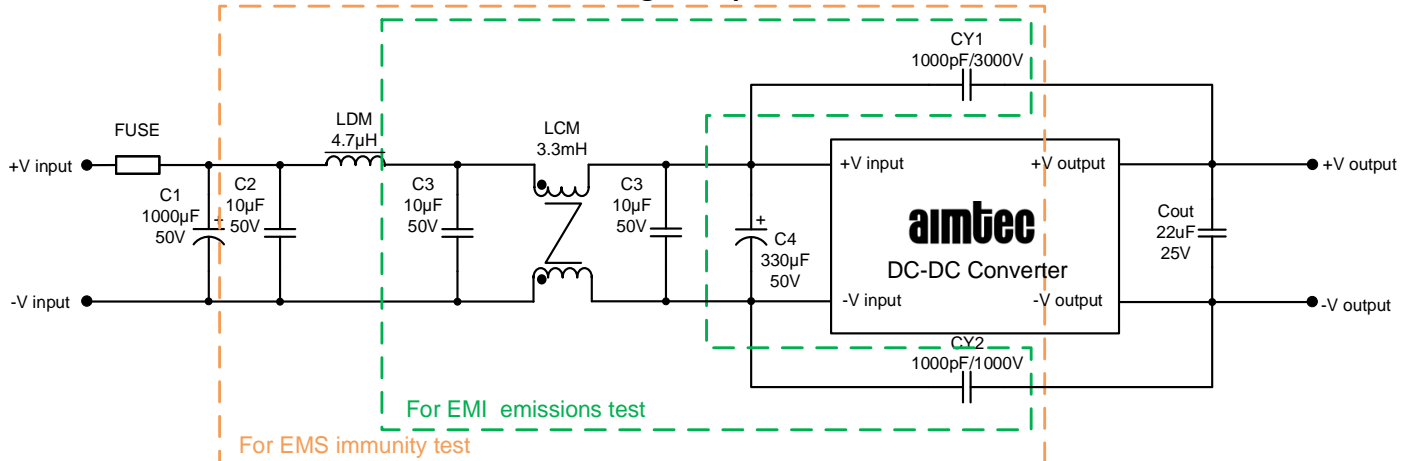 CY1
1000pF/3000V
FUSE
LDM
4.7µH
LCM
3.3mH
+V input
C1
1000µF
50V
+
C2
10µF
50V
C3
10µF
50V
C3
10µF
50V
+
C4
330µF
50V
+V input
+V output
aimtec
DC-DC Converter
-V input
-V output
Cout
22uF
25V
+V output
-V input
-V output
CY2
1000pF/1000V
For EMI emissions test
For EMS immunity test